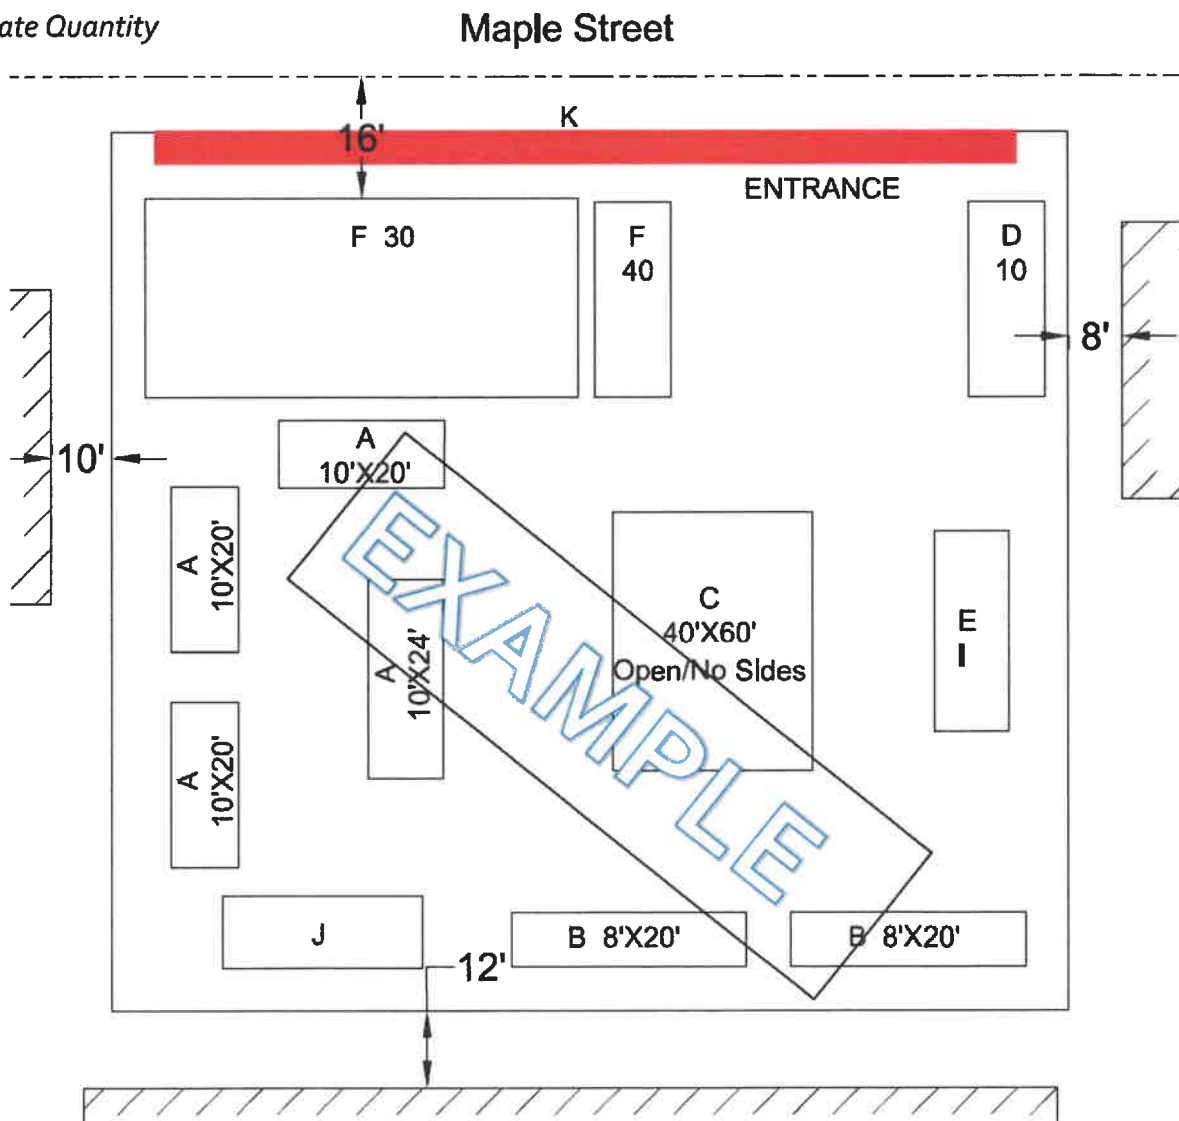 ate Quantity
Maple Street
K
16'
ENTRANCE
F 30
F
40
D
10
8'
10'
A
10'X20'
A
10'X20'
A
10'X24'
C
40'X60'
Open/No Sides
E
I
A
10'X20'
EXAMPLE
J
B 8'X20'
B 8'X20'
12'